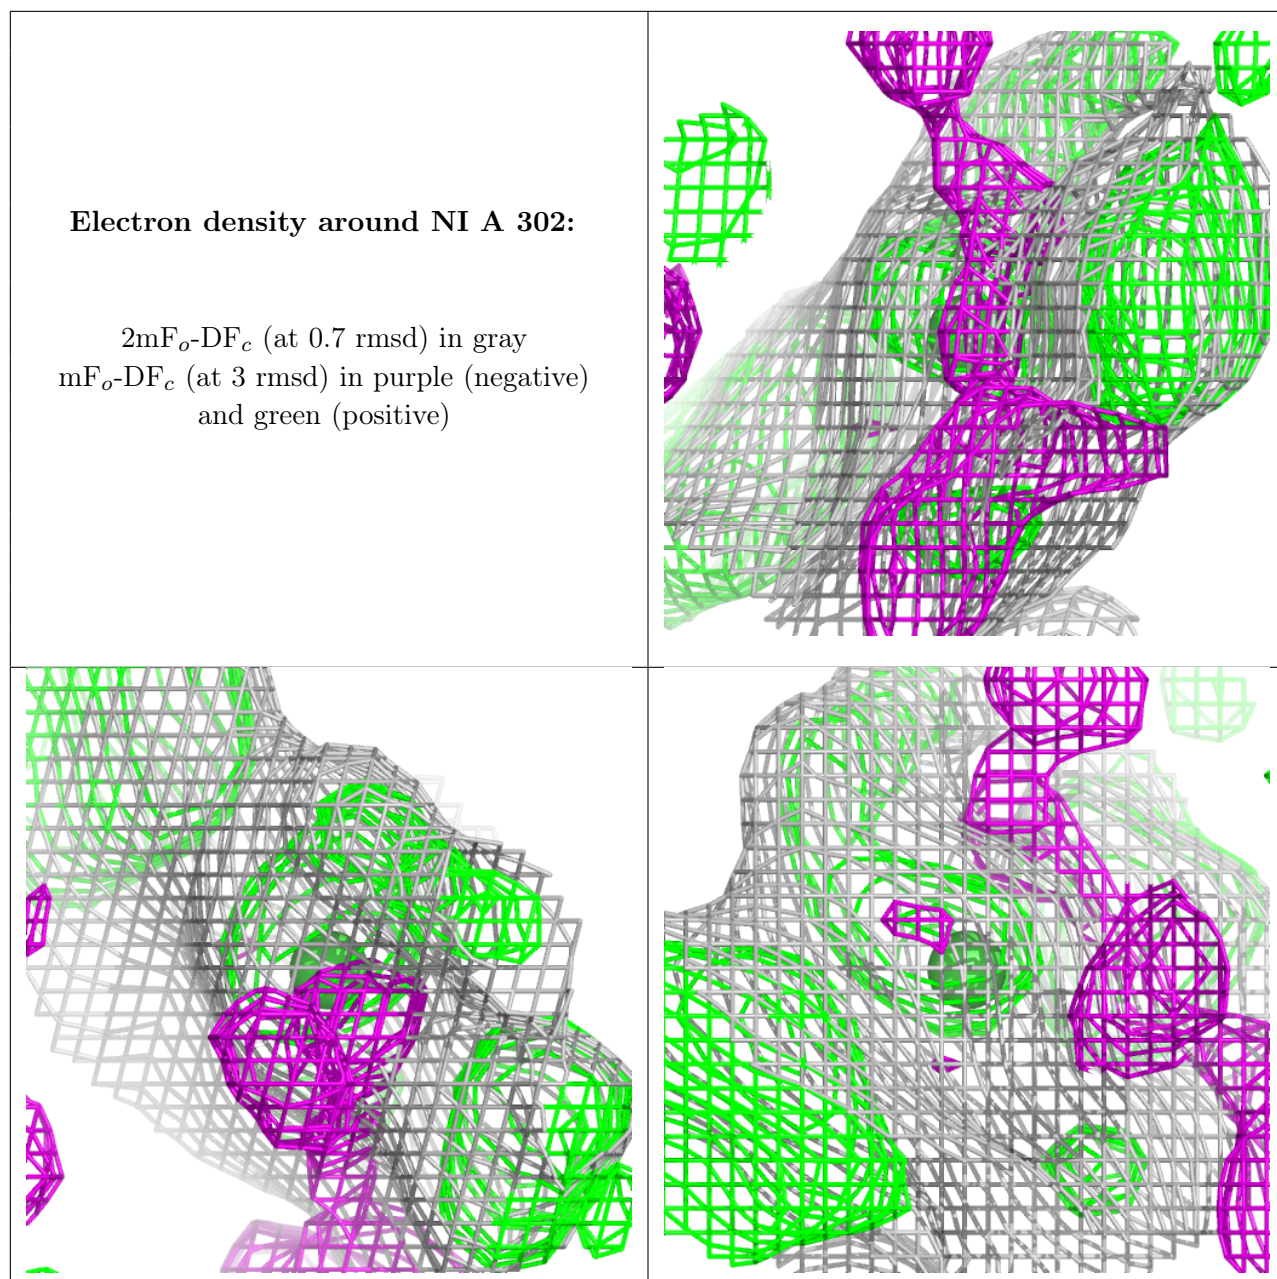 Electron density around NI A 302:
2mFo-DFc (at 0.7 rmsd) in gray
mFo-DFc (at 3 rmsd) in purple (negative)
and green (positive)